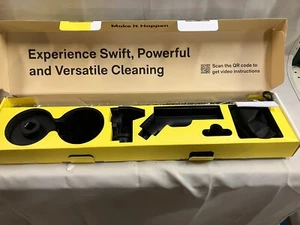 Make It Happen
Experience Swift, Powerful
and Versatile Cleaning
Scan the QR code to
get video instructions